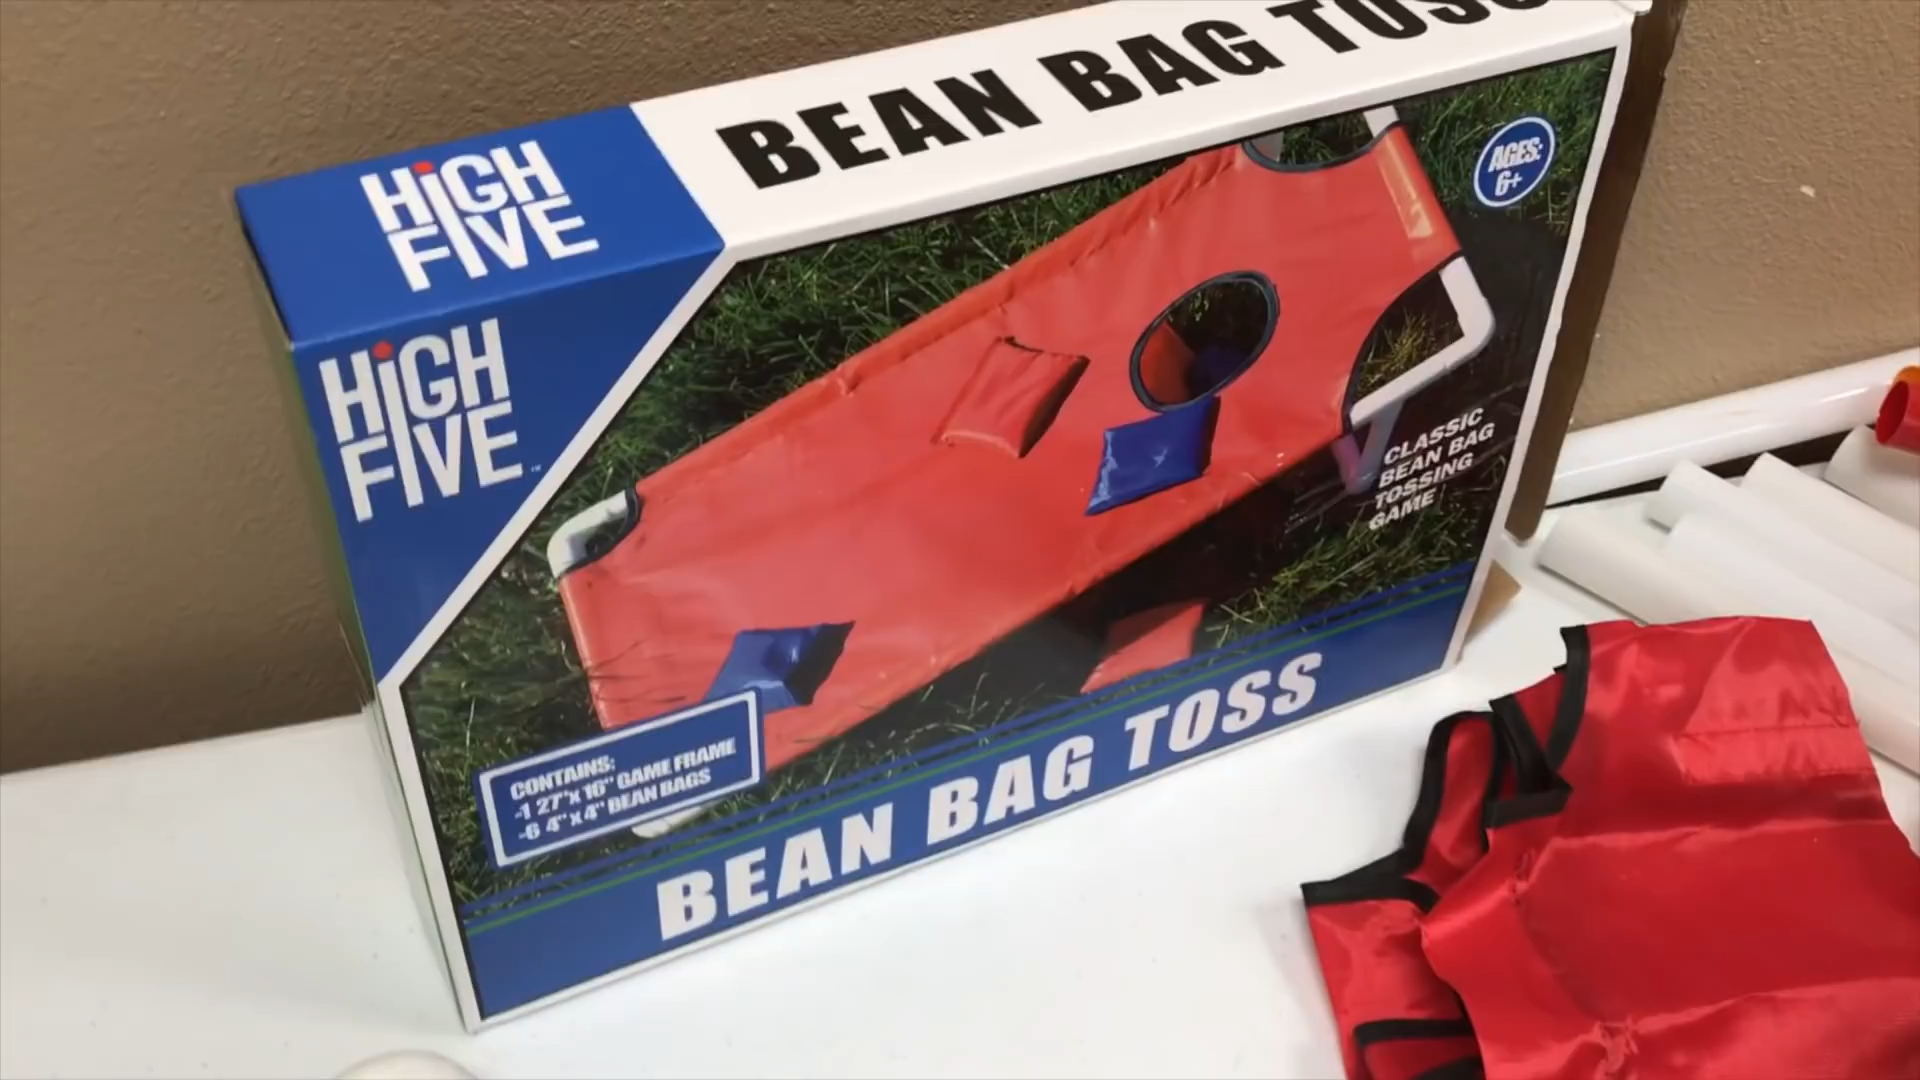 BEAN BAG TOSS
HiGH
FIVE
HiGH
FIVE
AGES:
6+
CLASSIC
BEAN BAG
TOSSING
GAME
CONTAINS:
-1 27"x 16" GAME FRAME
-6 4" x 4" BEAN BAGS
BEAN BAG TOSS